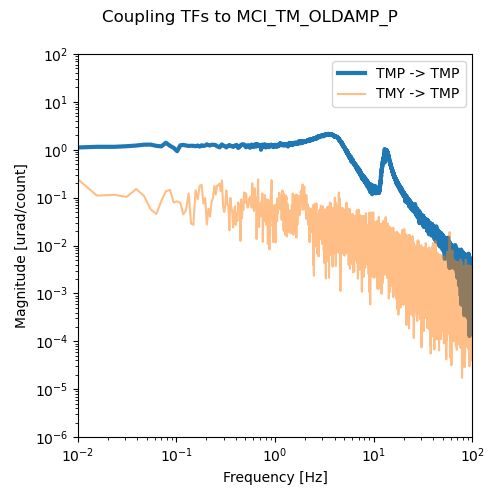 Coupling TFs to MCI_TM_OLDAMP_P
TMP -> TMP
TMY -> TMP
Magnitude [urad/count]
10^2
10^1
10^0
10^-1
10^-2
10^-3
10^-4
10^-5
10^-6
10^-2 10^-1 10^0 10^1 10^2
Frequency [Hz]